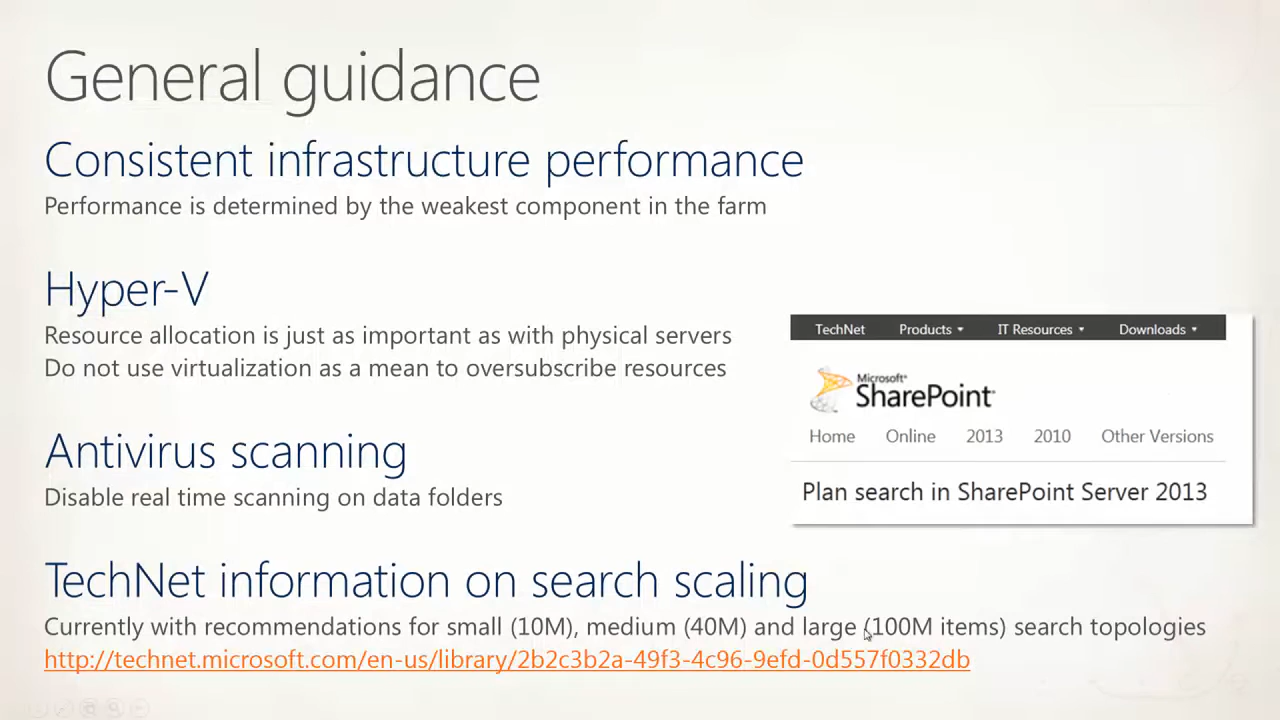 General guidance
Consistent infrastructure performance
Performance is determined by the weakest component in the farm
Hyper-V
Resource allocation is just as important as with physical servers
Do not use virtualization as a mean to oversubscribe resources
Antivirus scanning
Disable real time scanning on data folders
TechNet Products IT Resources Downloads
Microsoft®
SharePoint
Home Online 2013 2010 Other Versions
Plan search in SharePoint Server 2013
TechNet information on search scaling
Currently with recommendations for small (10M), medium (40M) and large (100M items) search topologies
http://technet.microsoft.com/en-us/library/2b2c3b2a-49f3-4c96-9efd-0d557f0332db